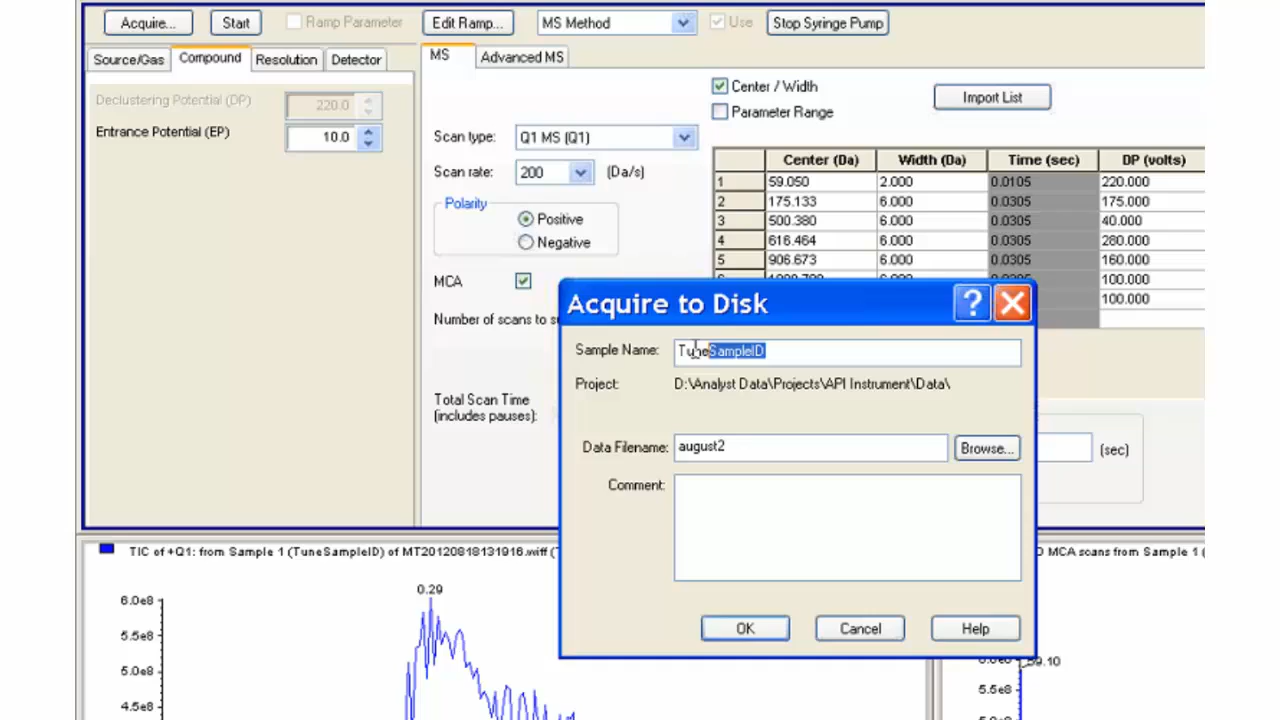 Acquire... Start Ramp Parameter Edit Ramp... MS Method Use Stop Syringe Pump
Source/Gas Compound Resolution Detector MS Advanced MS
Declustering Potential (DP) 220.0
Entrance Potential (EP) 10.0
Center / Width
Parameter Range
Import List
Scan type: Q1 MS (Q1)
Scan rate: 200 (Da/s)
Polarity
Positive
Negative
MCA
Number of scans to
Total Scan Time
(includes pauses):
Center (Da) Width (Da) Time (sec) DP (volts)
1 59.050 2.000 0.0105 220.000
2 175.133 6.000 0.0305 175.000
3 500.380 6.000 0.0305 40.000
4 616.464 6.000 0.0305 280.000
5 906.673 6.000 0.0305 160.000
100.000
100.000
(sec)
Acquire to Disk
Sample Name: TuneSampleID
Project: D:\Analyst Data\Projects\API Instrument\Data\
Data Filename: august2 Browse...
Comment:
OK Cancel Help
TIC of +Q1: from Sample 1 (TuneSampleID) of MT20120818131916.wiff
MCA scans from Sample 1
0.29
6.0e8
5.5e8
5.0e8
4.5e8
59.10
5.5e8